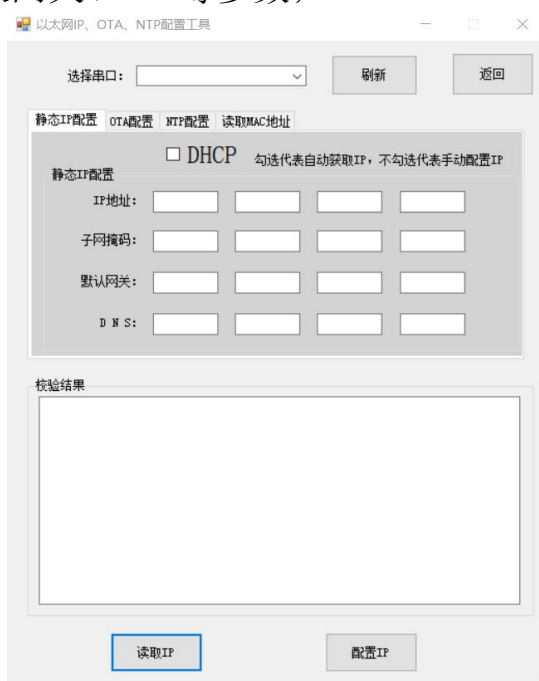 以太网IP、OTA、NTP配置工具
选择串口： 刷新 返回
静态IP配置 OTA配置 NTP配置 读取MAC地址
DHCP 勾选代表自动获取IP，不勾选代表手动配置IP
静态IP配置
IP地址：
子网掩码：
默认网关：
D N S：
校验结果
读取IP 配置IP